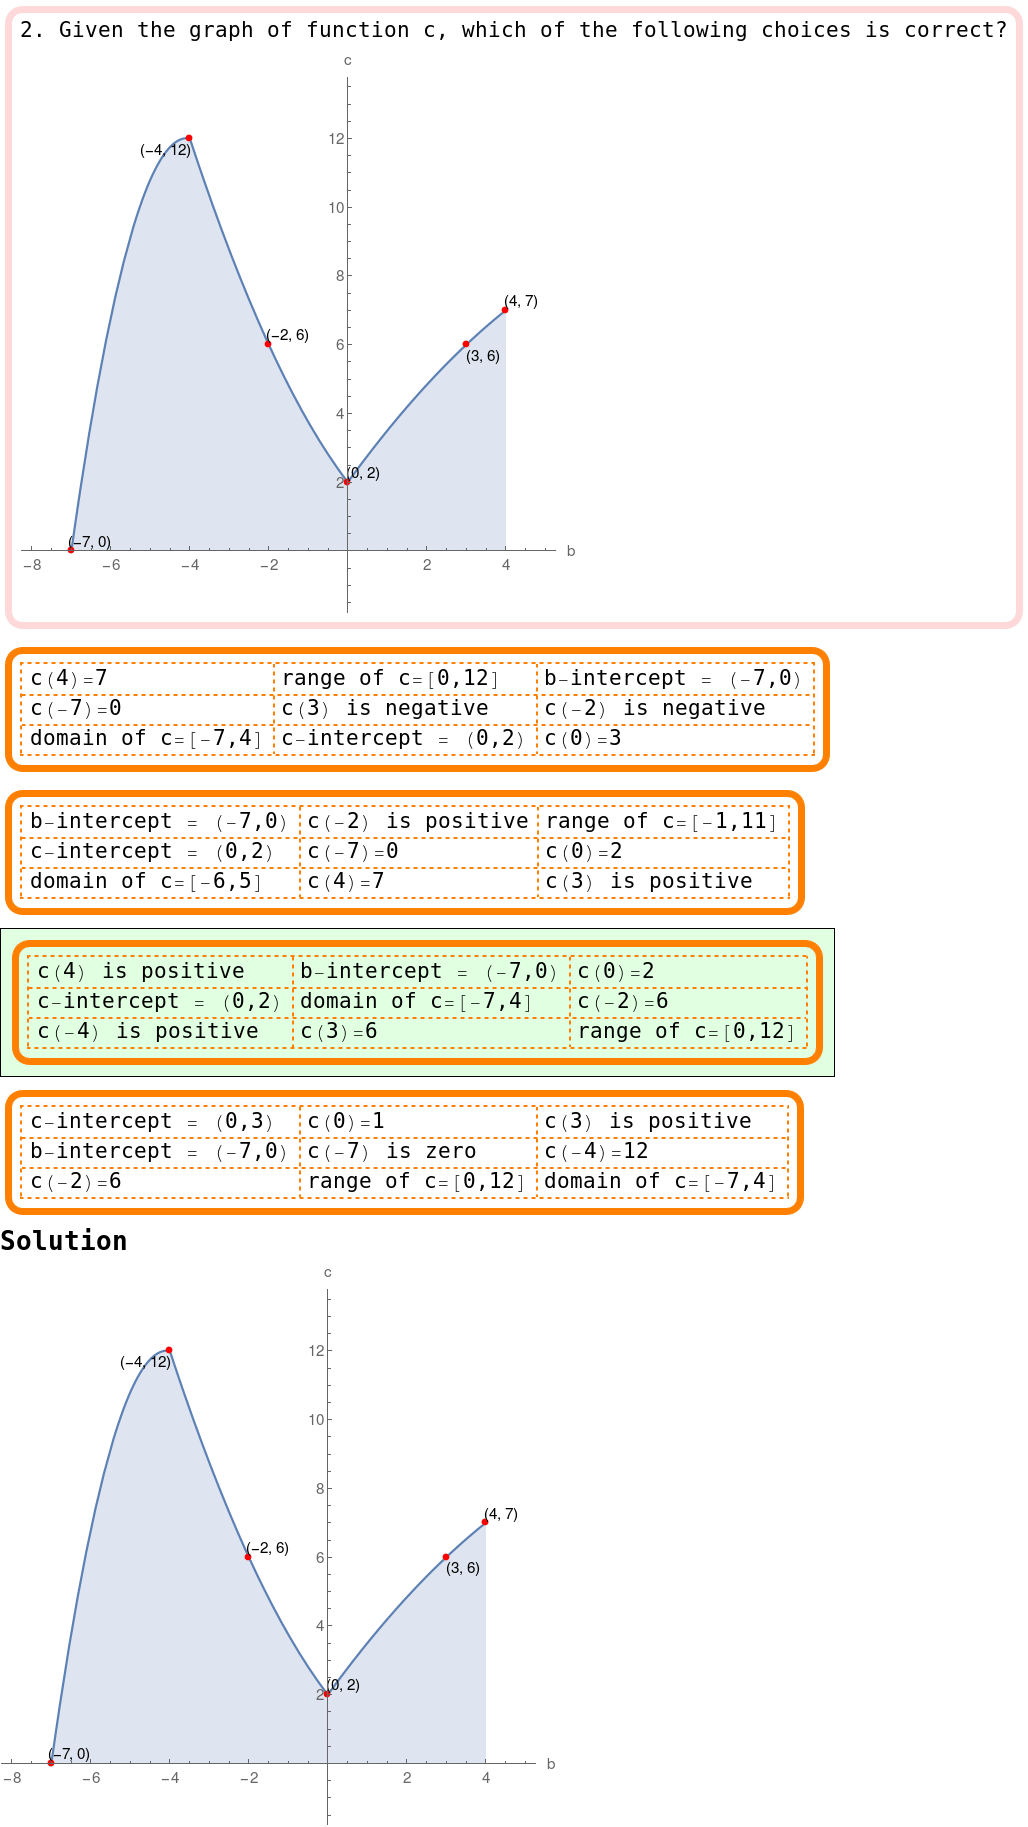 2. Given the graph of function c, which of the following choices is correct?
c
12
(−4, 12)
10
8
(4, 7)
(−2, 6)
6
(3, 6)
4
(0, 2)
2
(−7, 0)
b
−8 −6 −4 −2 2 4
c(4)=7 range of c=[0,12] b-intercept = (-7,0)
c(-7)=0 c(3) is negative c(-2) is negative
domain of c=[-7,4] c-intercept = (0,2) c(0)=3
b-intercept = (-7,0) c(-2) is positive range of c=[-1,11]
c-intercept = (0,2) c(-7)=0 c(0)=2
domain of c=[-6,5] c(4)=7 c(3) is positive
c(4) is positive b-intercept = (-7,0) c(0)=2
c-intercept = (0,2) domain of c=[-7,4] c(-2)=6
c(-4) is positive c(3)=6 range of c=[0,12]
c-intercept = (0,3) c(0)=1 c(3) is positive
b-intercept = (-7,0) c(-7) is zero c(-4)=12
c(-2)=6 range of c=[0,12] domain of c=[-7,4]
Solution
c
12
(−4, 12)
10
8
(4, 7)
(−2, 6)
6
(3, 6)
4
(0, 2)
2
(−7, 0)
b
−8 −6 −4 −2 2 4